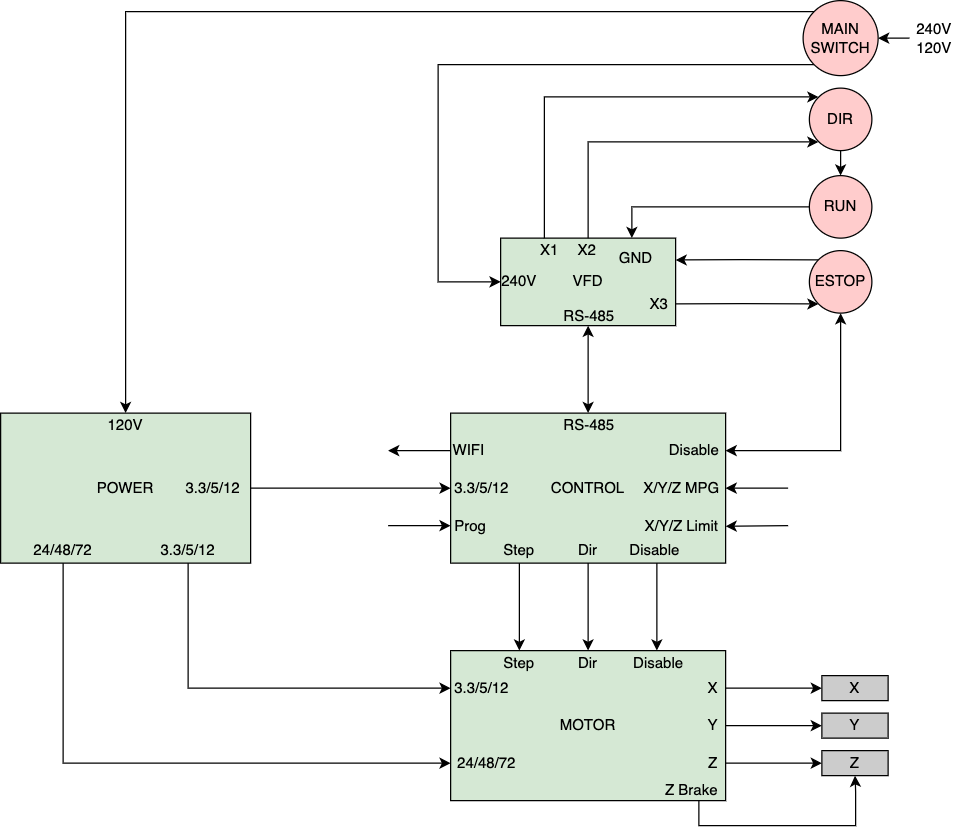 MAIN
SWITCH
240V
120V
DIR
RUN
X1 X2 GND
240V VFD
ESTOP
X3
RS-485
120V
POWER 3.3/5/12
24/48/72 3.3/5/12
RS-485
WIFI Disable
3.3/5/12 CONTROL X/Y/Z MPG
Prog X/Y/Z Limit
Step Dir Disable
Step Dir Disable
3.3/5/12 X
MOTOR Y
24/48/72 Z
Z Brake
X
Y
Z